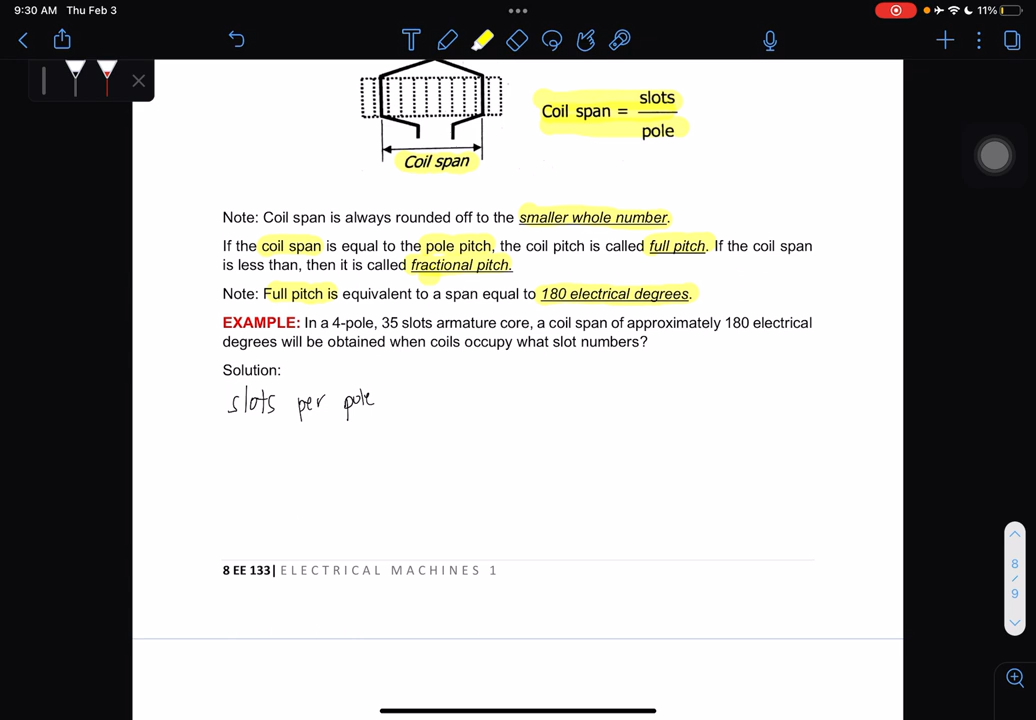 9:30 AM Thu Feb 3
11%
Coil span = slots / pole
Coil span
Note: Coil span is always rounded off to the smaller whole number.
If the coil span is equal to the pole pitch, the coil pitch is called full pitch. If the coil span
is less than, then it is called fractional pitch.
Note: Full pitch is equivalent to a span equal to 180 electrical degrees.
EXAMPLE: In a 4-pole, 35 slots armature core, a coil span of approximately 180 electrical
degrees will be obtained when coils occupy what slot numbers?
Solution:
slots per pole
8 EE 133| ELECTRICAL MACHINES 1
8
/
9